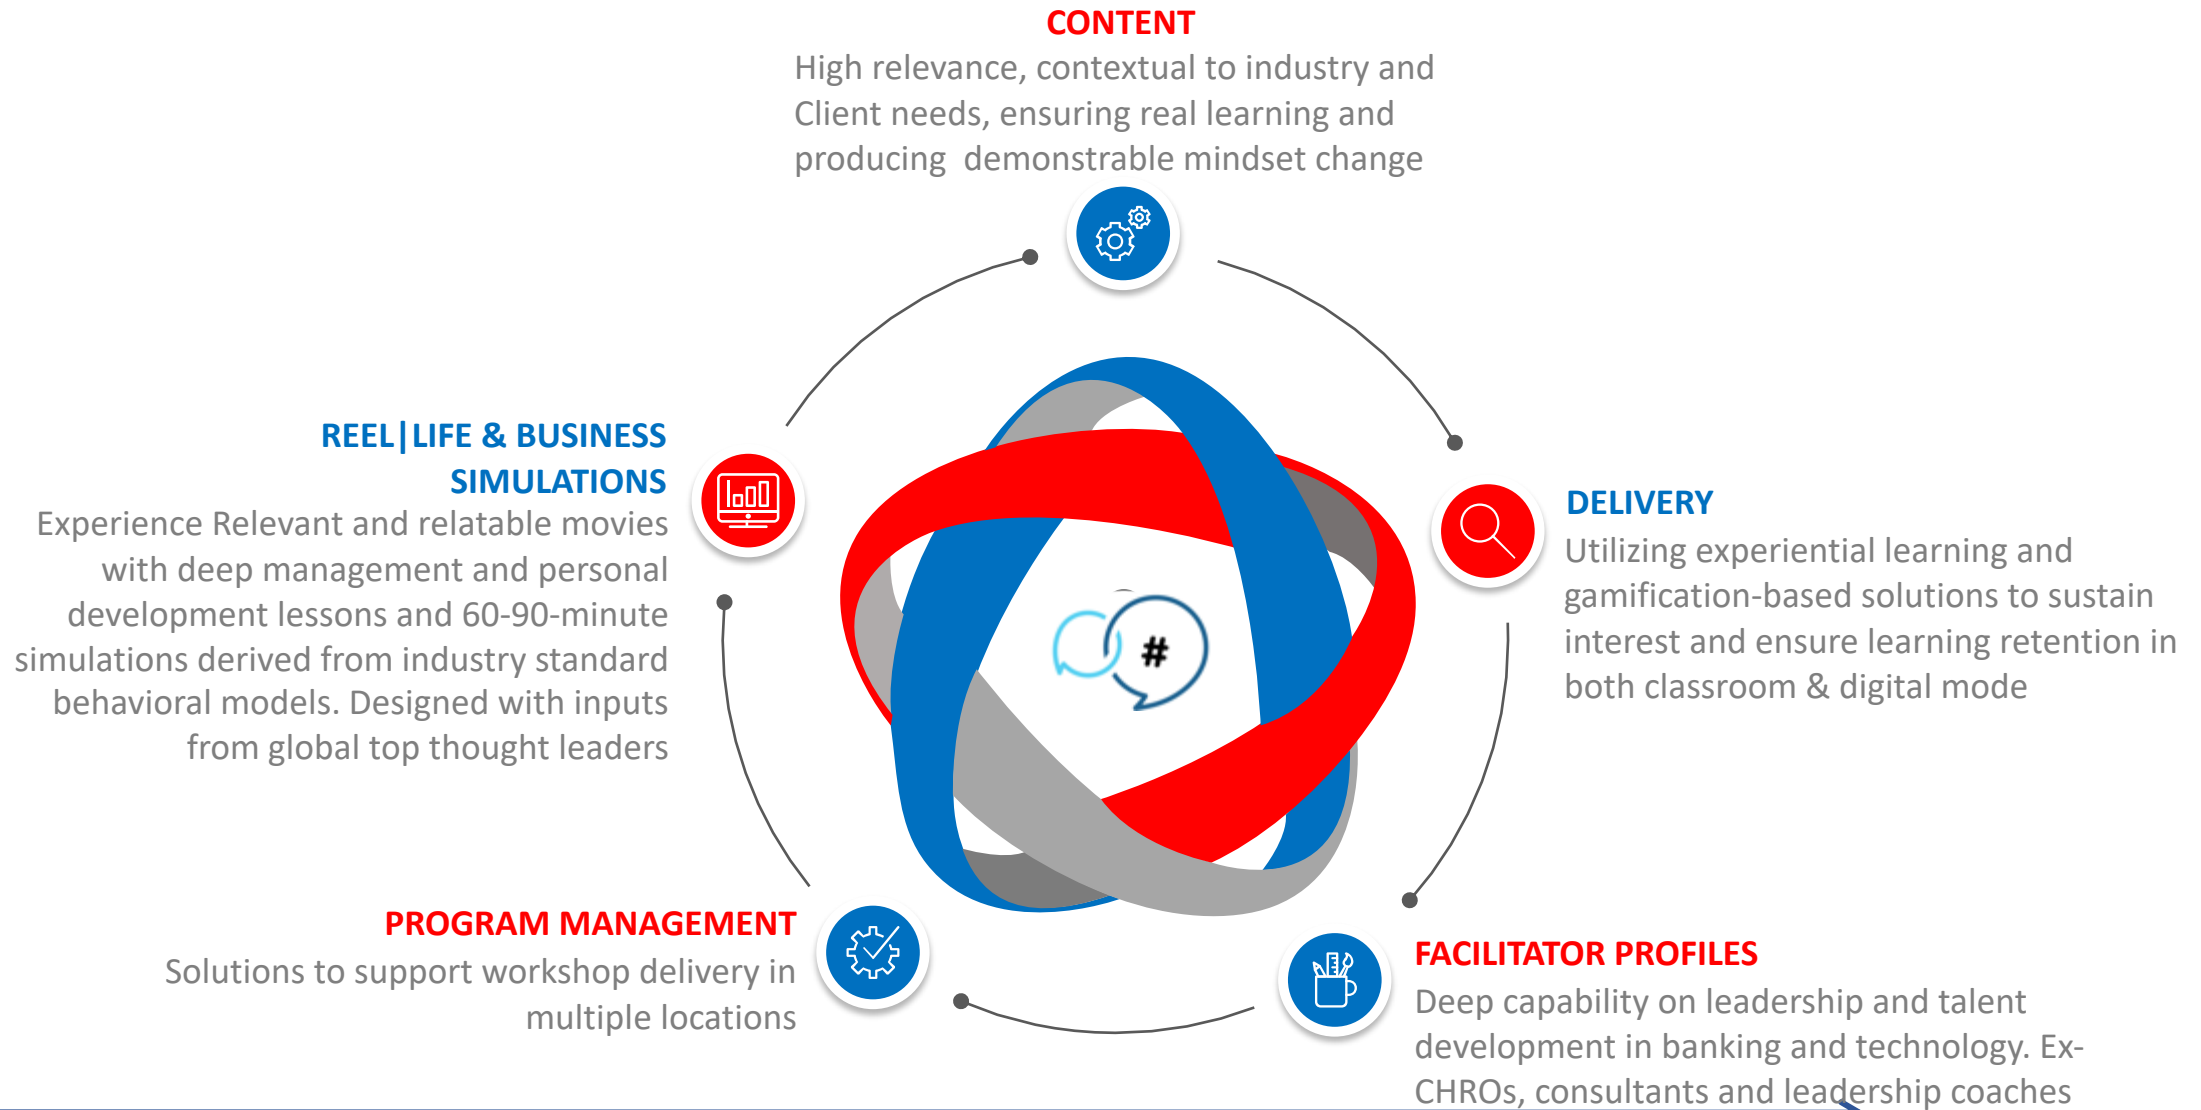 CONTENT
High relevance, contextual to industry and
Client needs, ensuring real learning and
producing  demonstrable mindset change
REEL|LIFE & BUSINESS
SIMULATIONS
Experience Relevant and relatable movies
with deep management and personal
development lessons and 60-90-minute
simulations derived from industry standard
behavioral models. Designed with inputs
from global top thought leaders
DELIVERY
Utilizing experiential learning and
gamification-based solutions to sustain
interest and ensure learning retention in
both classroom & digital mode
#
PROGRAM MANAGEMENT
Solutions to support workshop delivery in
multiple locations
FACILITATOR PROFILES
Deep capability on leadership and talent
development in banking and technology. Ex-
CHROs, consultants and leadership coaches